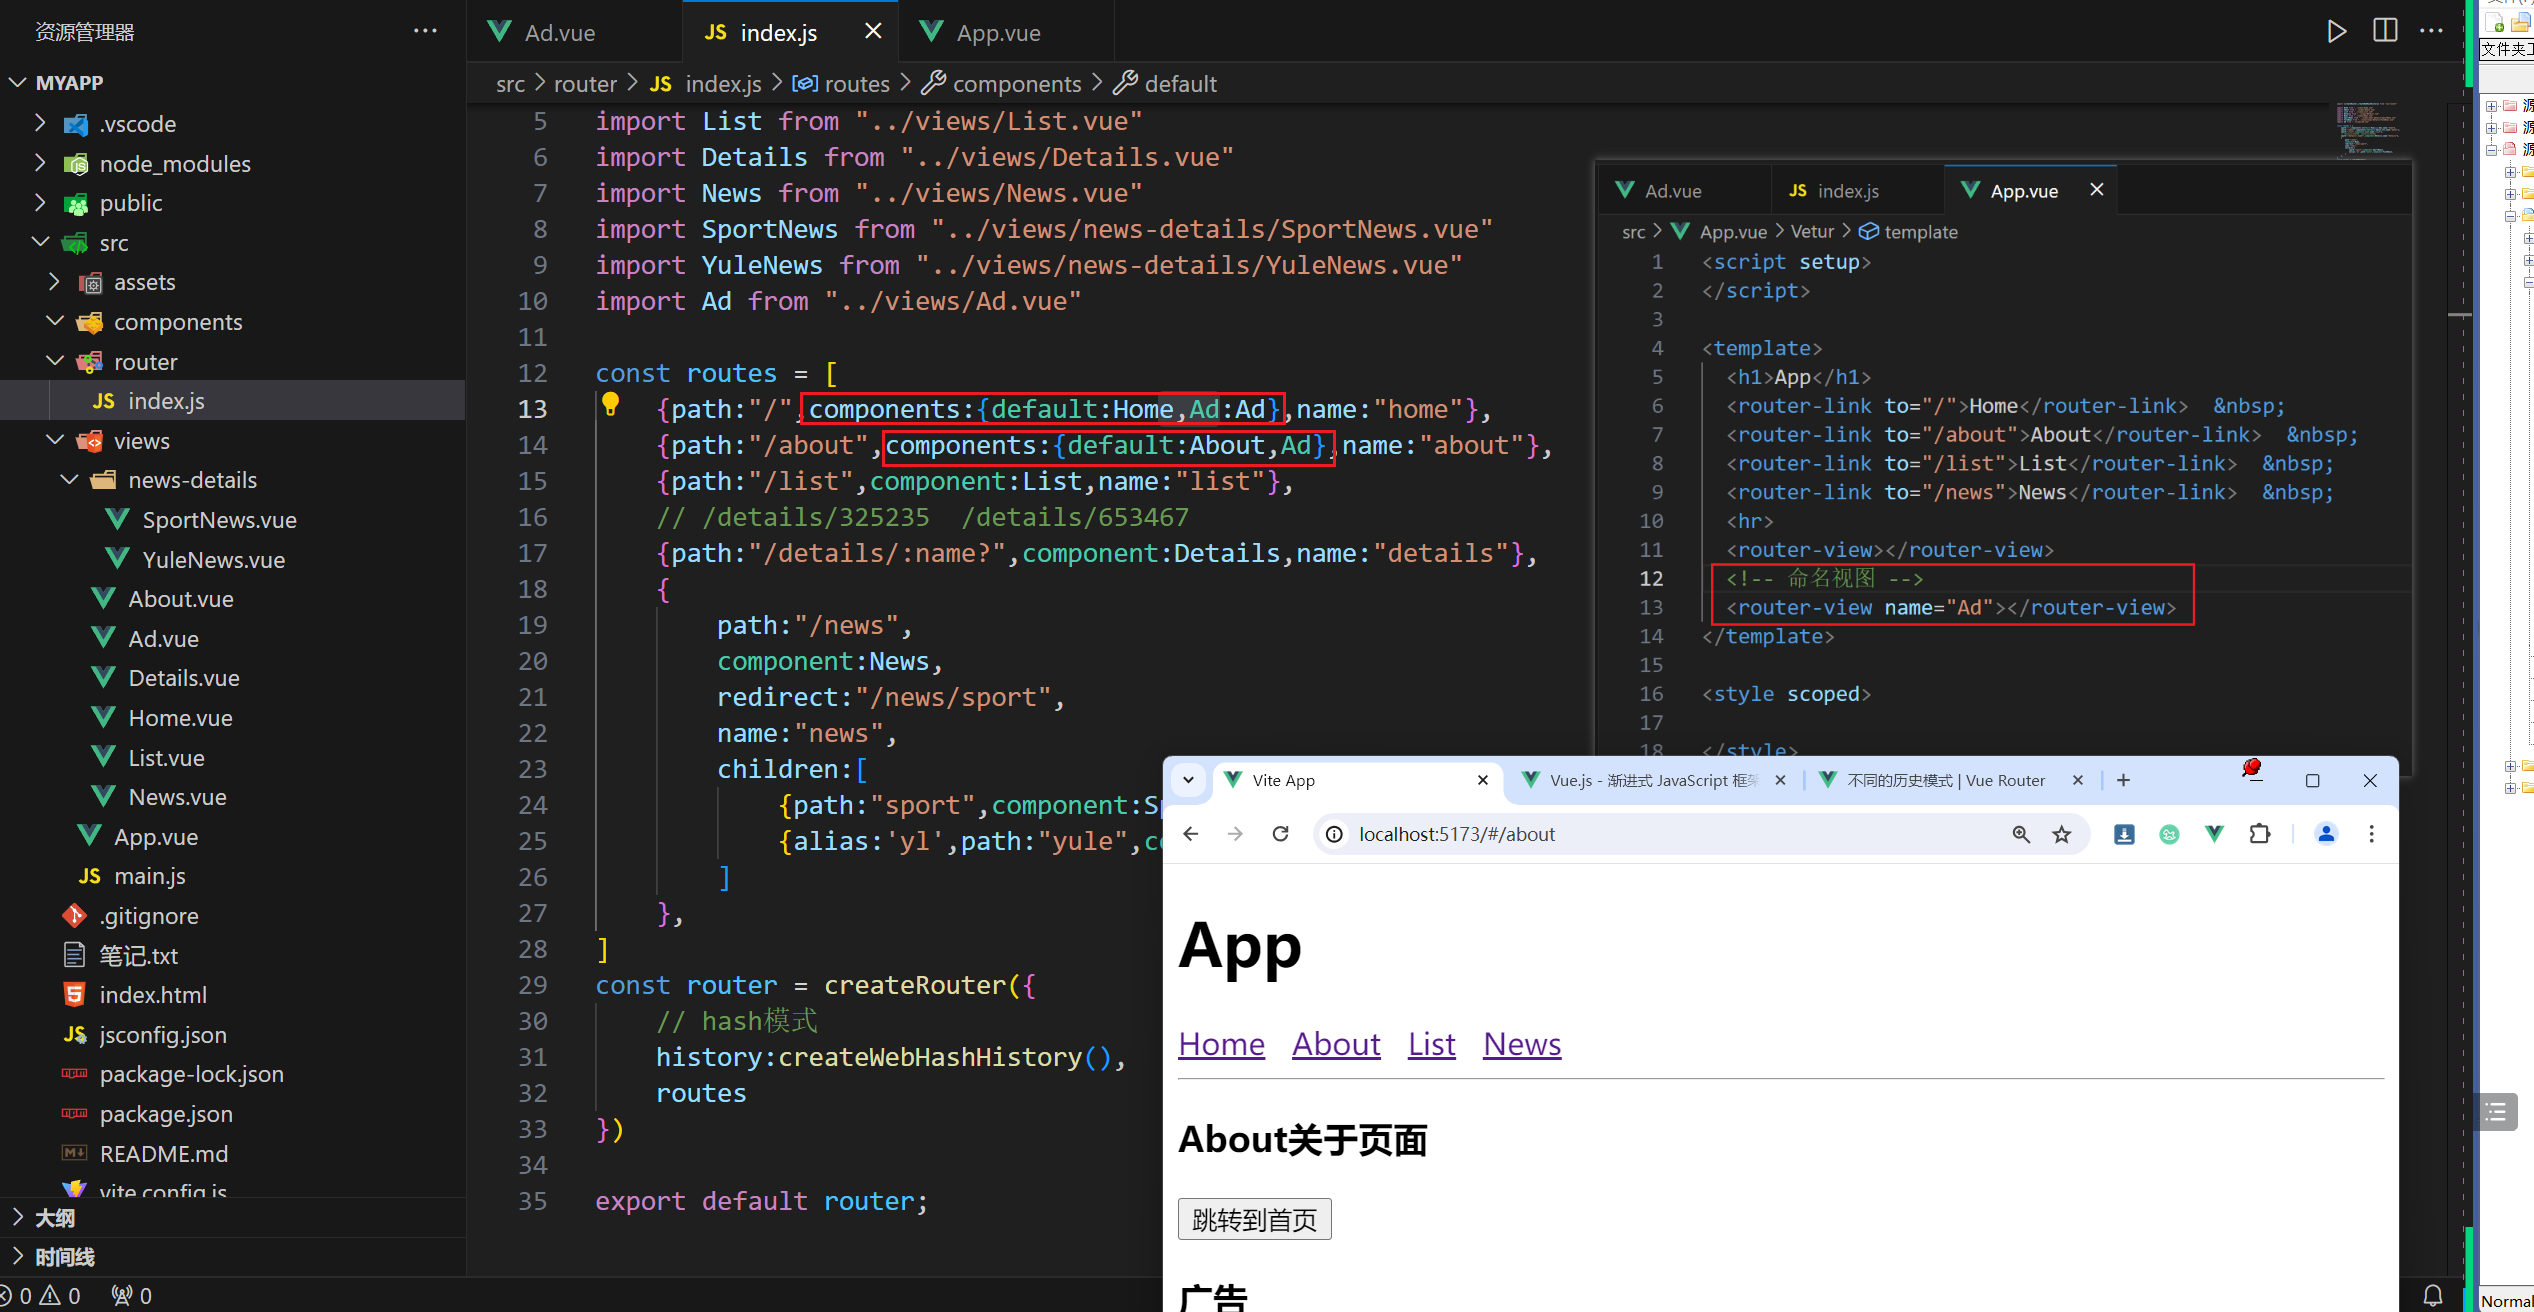 资源管理器
MYAPP
.vscode
node_modules
public
src
assets
components
router
index.js
views
news-details
SportNews.vue
YuleNews.vue
About.vue
Ad.vue
Details.vue
Home.vue
List.vue
News.vue
App.vue
main.js
.gitignore
笔记.txt
index.html
jsconfig.json
package-lock.json
package.json
README.md
vite.config.js
大纲
时间线
0 0 0
Ad.vue
JS index.js
App.vue
src > router > JS index.js > routes > components > default
5 import List from "../views/List.vue"
6 import Details from "../views/Details.vue"
7 import News from "../views/News.vue"
8 import SportNews from "../views/news-details/SportNews.vue"
9 import YuleNews from "../views/news-details/YuleNews.vue"
10 import Ad from "../views/Ad.vue"
11
12 const routes = [
13 {path:"/",components:{default:Home,Ad:Ad},name:"home"},
14 {path:"/about",components:{default:About,Ad},name:"about"},
15 {path:"/list",component:List,name:"list"},
16 // /details/325235 /details/653467
17 {path:"/details/:name?",component:Details,name:"details"},
18 {
19 path:"/news",
20 component:News,
21 redirect:"/news/sport",
22 name:"news",
23 children:[
24 {path:"sport",component:Sp
25 {alias:'yl',path:"yule",co
26 ]
27 },
28 ]
29 const router = createRouter({
30 // hash模式
31 history:createWebHashHistory(),
32 routes
33 })
34
35 export default router;
Ad.vue
JS index.js
App.vue
src > App.vue > Vetur > template
1 <script setup>
2 </script>
3
4 <template>
5 <h1>App</h1>
6 <router-link to="/">Home</router-link> &nbsp;
7 <router-link to="/about">About</router-link> &nbsp;
8 <router-link to="/list">List</router-link> &nbsp;
9 <router-link to="/news">News</router-link> &nbsp;
10 <hr>
11 <router-view></router-view>
12 <!-- 命名视图 -->
13 <router-view name="Ad"></router-view>
14 </template>
15
16 <style scoped>
17
18 </style>
Vite App
Vue.js - 渐进式 JavaScript 框架
不同的历史模式 | Vue Router
localhost:5173/#/about
App
Home About List News
About关于页面
跳转到首页
广告
文件夹工
源
源
源
Normal